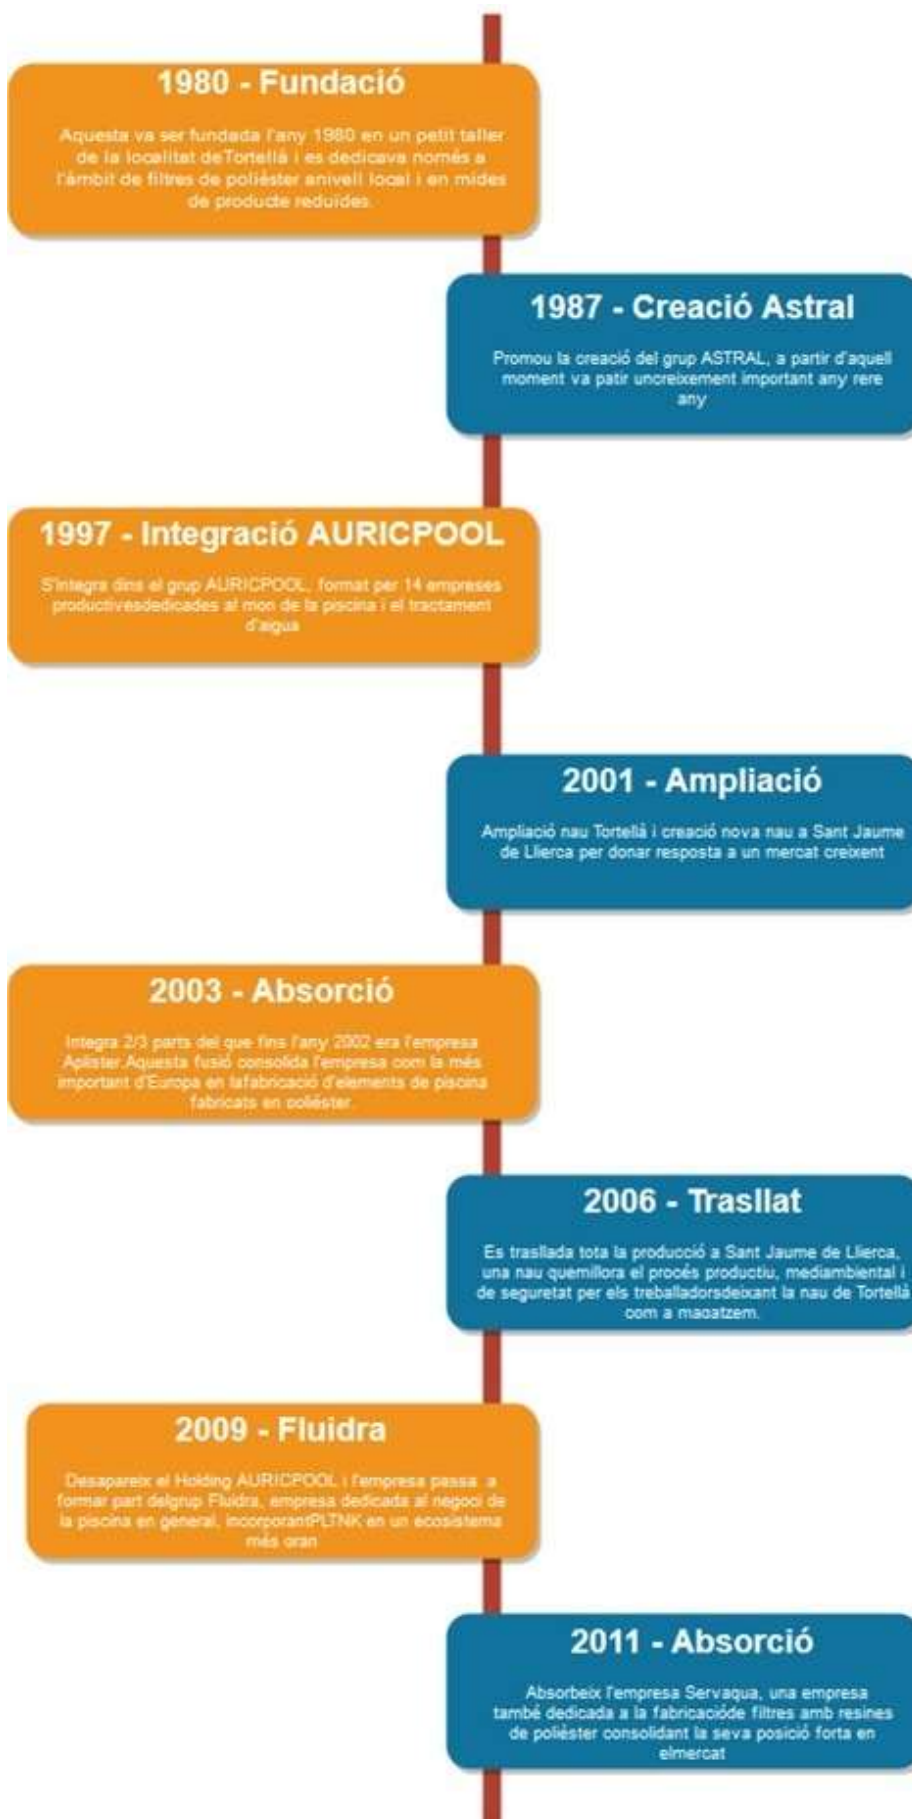 1980 - Fundació
Aquesta va ser fundada l'any 1980 en un petit taller
de la localitat deTortellà i es dedicava només a
l'àmbit de filtres de polièster anivell local i en mides
de producte reduïdes.
1987 - Creació Astral
Promou la creació del grup ASTRAL, a partir d'aquell
moment va patir uncreixement important any rere
any
1997 - Integració AURICPOOL
S'integra dins el grup AURICPOOL, format per 14 empreses
productivesdedicades al mon de la piscina i el tractament
d'aigua
2001 - Ampliació
Ampliació nau Tortellà i creació nova nau a Sant Jaume
de Llierca per donar resposta a un mercat creixent
2003 - Absorció
Integra 2/3 parts del que fins l'any 2002 era l'empresa
Aplister.Aquesta fusió consolida l'empresa com la més
important d'Europa en lafabricació d'elements de piscina
fabricats en polièster.
2006 - Trasllat
Es trasllada tota la producció a Sant Jaume de Llierca,
una nau quemillora el procés productiu, mediambiental i
de seguretat per els treballadorsdeixant la nau de Tortellà
com a magatzem.
2009 - Fluidra
Desapareix el Holding AURICPOOL i l'empresa passa a
formar part delgrup Fluidra, empresa dedicada al negoci de
la piscina en general, incorporantPLTNK en un ecosistema
més gran
2011 - Absorció
Absorbeix l'empresa Servaqua, una empresa
també dedicada a la fabricacióde filtres amb resines
de polièster consolidant la seva posició forta en
elmercat